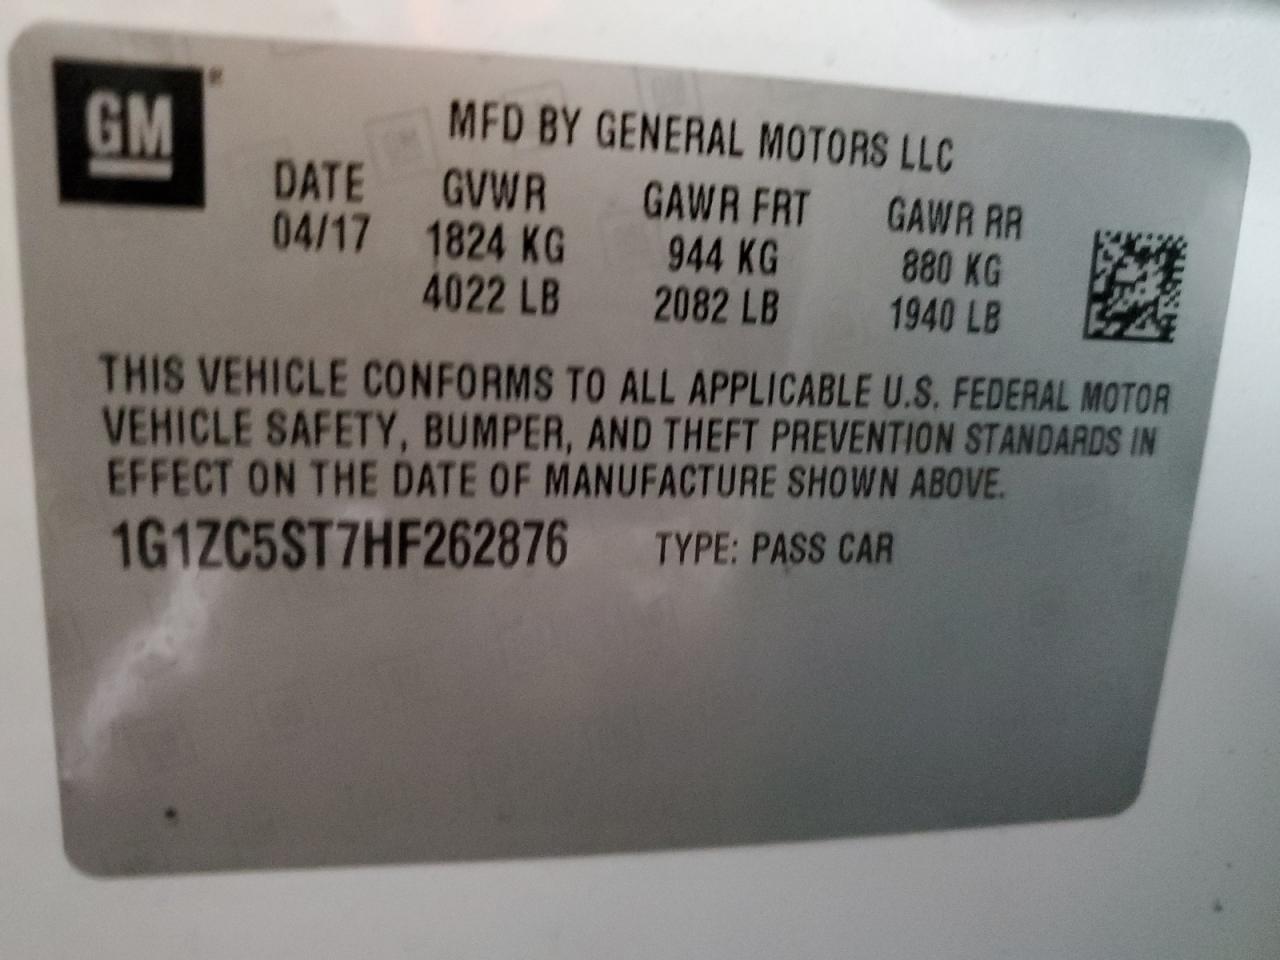 GM
MFD BY GENERAL MOTORS LLC
DATE GVWR GAWR FRT GAWR RR
04/17 1824 KG 944 KG 880 KG
4022 LB 2082 LB 1940 LB
THIS VEHICLE CONFORMS TO ALL APPLICABLE U.S. FEDERAL MOTOR
VEHICLE SAFETY, BUMPER, AND THEFT PREVENTION STANDARDS IN
EFFECT ON THE DATE OF MANUFACTURE SHOWN ABOVE.
1G1ZC5ST7HF262876 TYPE: PASS CAR